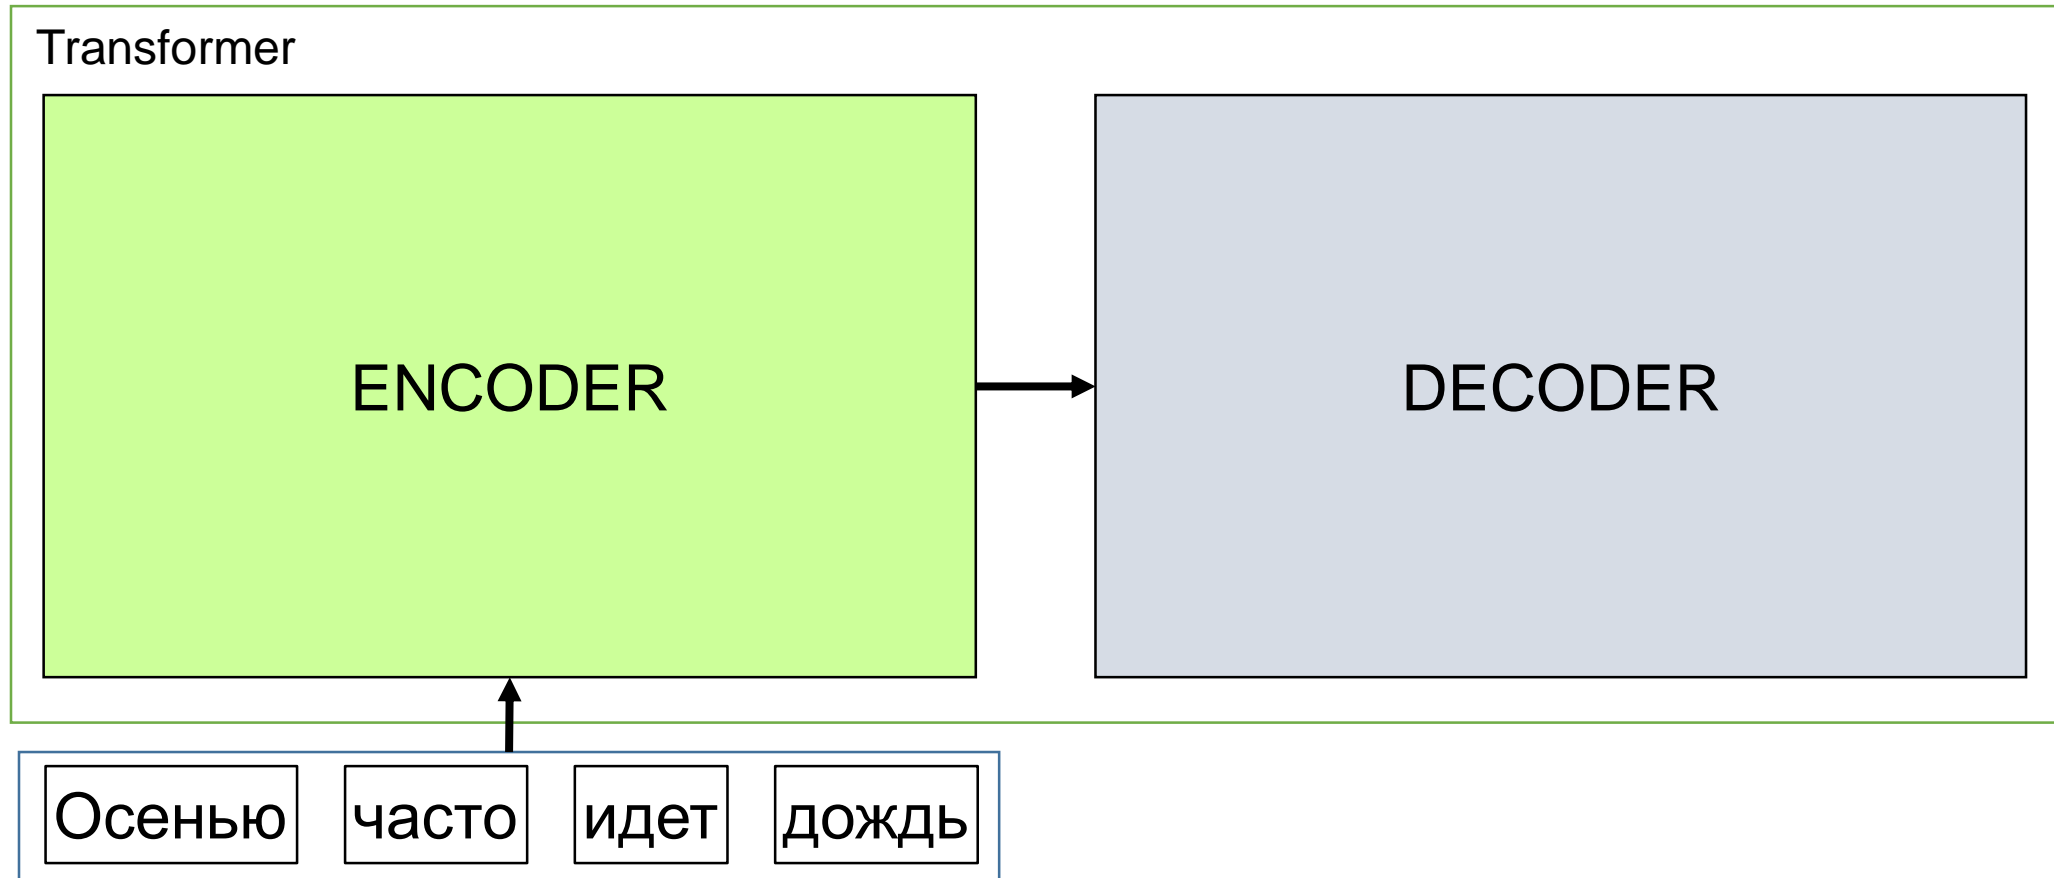 Transformer
ENCODER
DECODER
Осенью часто идет дождь